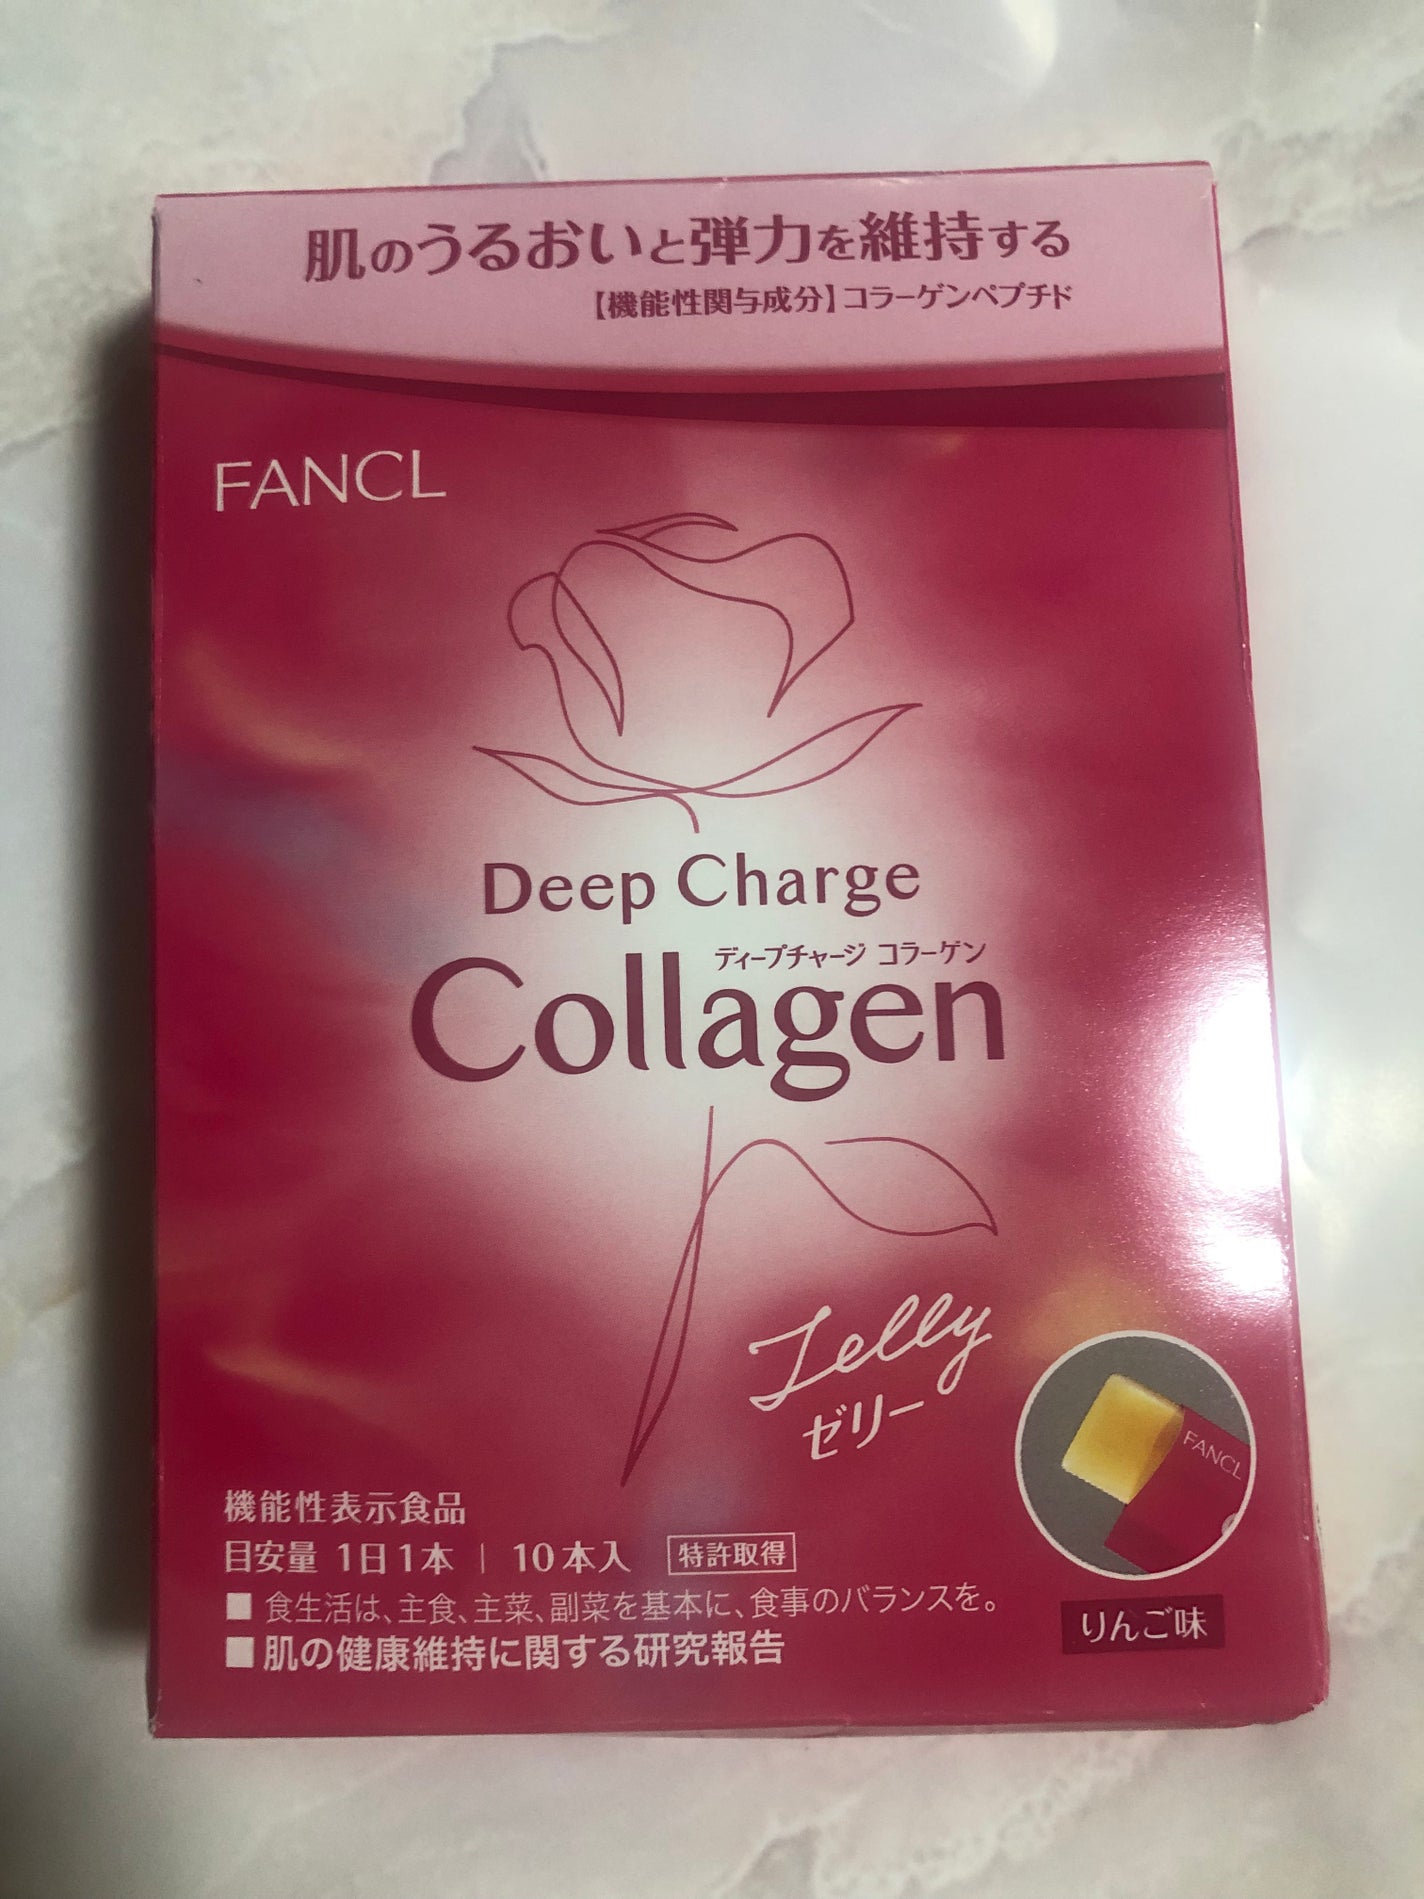 肌のうるおいと弾力を維持する
【機能性関与成分】コラーゲンペプチド
FANCL
Deep Charge
ディープチャージ コラーゲン
Collagen
Jelly
ゼリー
FANCL
りんご味
機能性表示食品
目安量 1日1本 | 10本入 特許取得
■ 食生活は、主食、主菜、副菜を基本に、食事のバランスを。
■ 肌の健康維持に関する研究報告